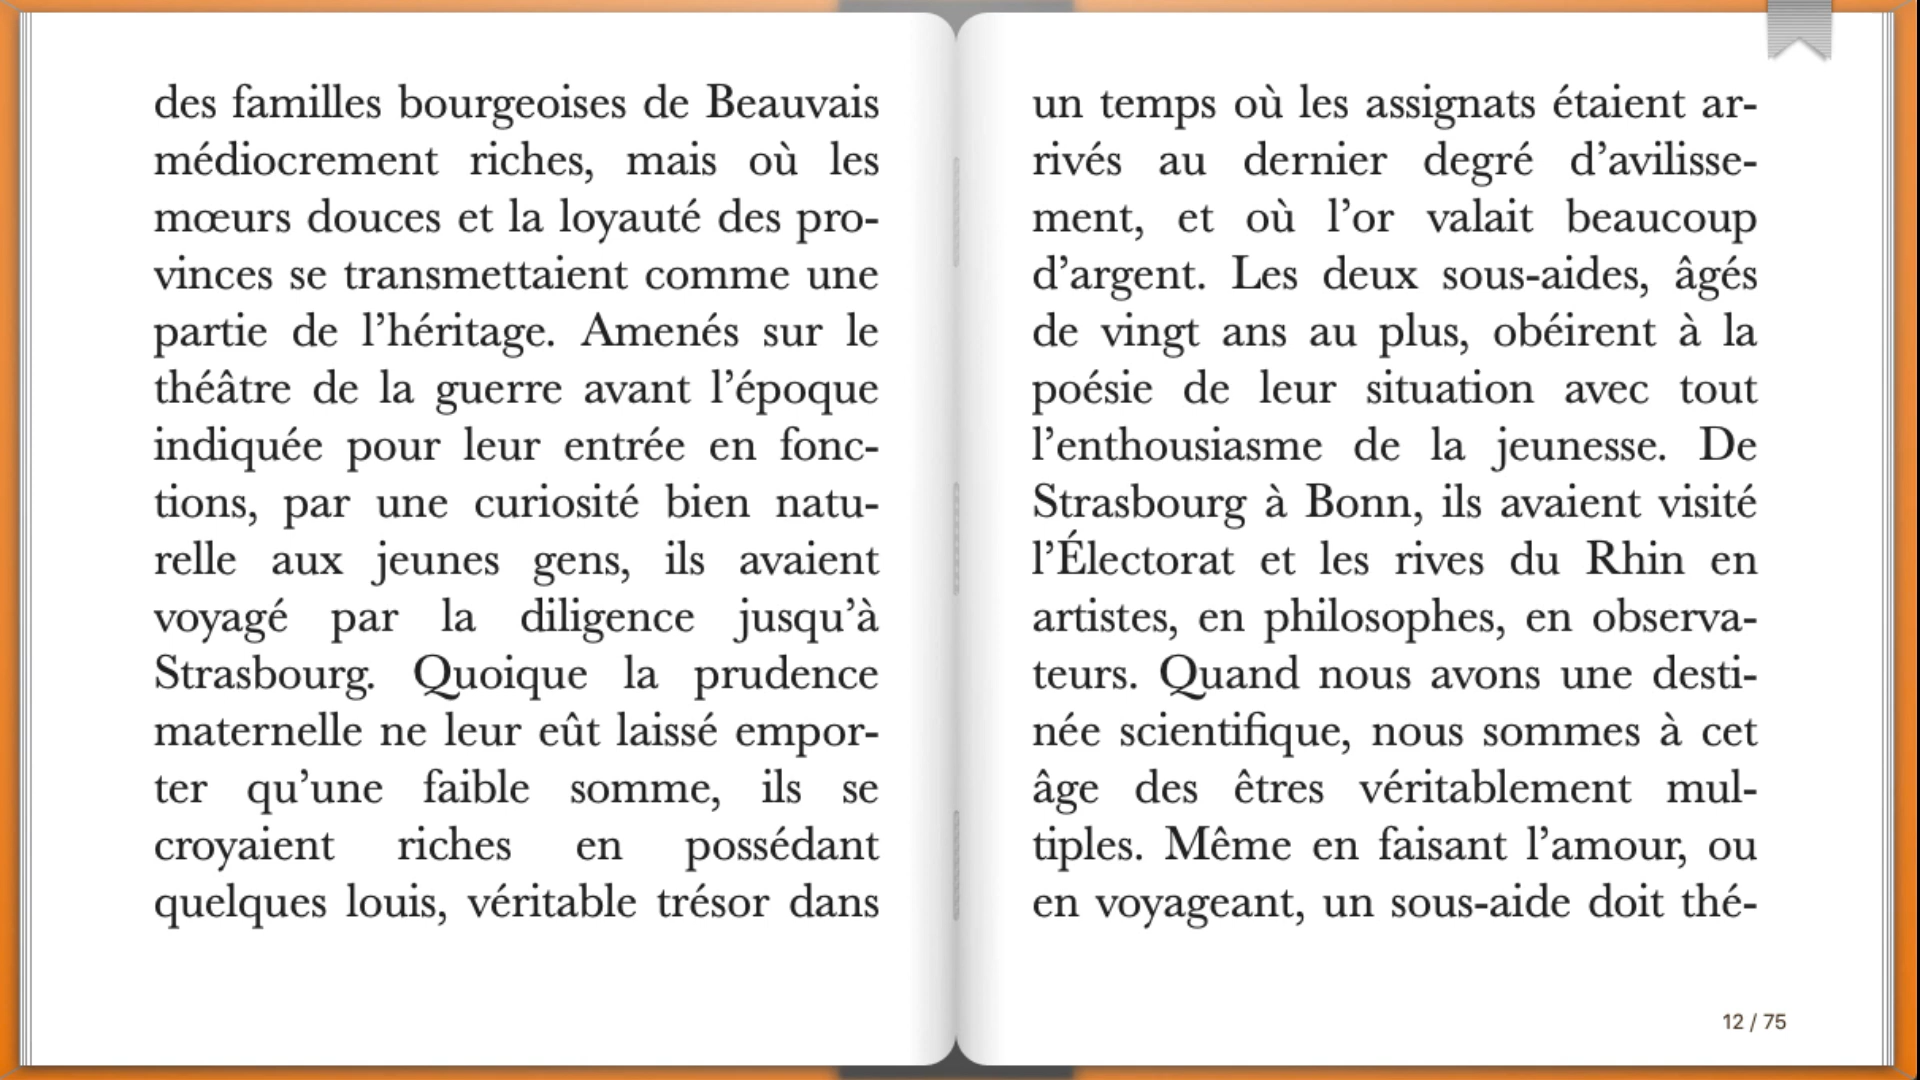 des familles bourgeoises de Beauvais
médiocrement riches, mais où les
mœurs douces et la loyauté des pro-
vinces se transmettaient comme une
partie de l’héritage. Amenés sur le
théâtre de la guerre avant l’époque
indiquée pour leur entrée en fonc-
tions, par une curiosité bien natu-
relle aux jeunes gens, ils avaient
voyagé par la diligence jusqu’à
Strasbourg. Quoique la prudence
maternelle ne leur eût laissé empor-
ter qu’une faible somme, ils se
croyaient riches en possédant
quelques louis, véritable trésor dans
un temps où les assignats étaient ar-
rivés au dernier degré d’avilisse-
ment, et où l’or valait beaucoup
d’argent. Les deux sous-aides, âgés
de vingt ans au plus, obéirent à la
poésie de leur situation avec tout
l’enthousiasme de la jeunesse. De
Strasbourg à Bonn, ils avaient visité
l’Électorat et les rives du Rhin en
artistes, en philosophes, en observa-
teurs. Quand nous avons une desti-
née scientifique, nous sommes à cet
âge des êtres véritablement mul-
tiples. Même en faisant l’amour, ou
en voyageant, un sous-aide doit thé-
12 / 75